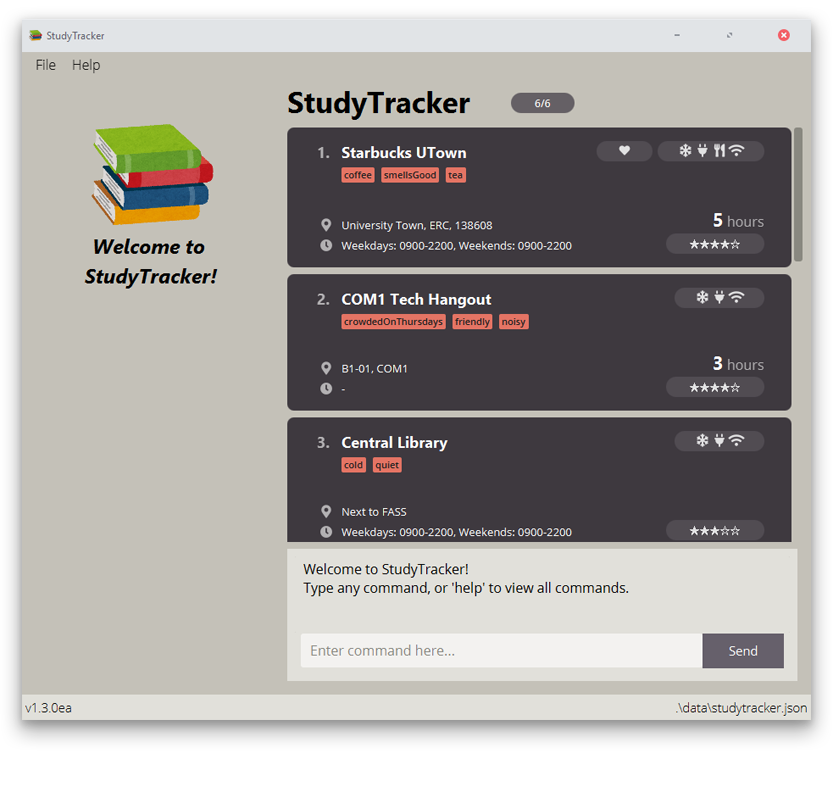 StudyTracker
File Help
Welcome to
StudyTracker!
StudyTracker 6/6
1. Starbucks UTown
coffee smellsGood tea
University Town, ERC, 138608
5 hours
Weekdays: 0900-2200, Weekends: 0900-2200
★★★★☆
2. COM1 Tech Hangout
crowdedOnThursdays friendly noisy
B1-01, COM1
3 hours
-
★★★★☆
3. Central Library
cold quiet
Next to FASS
Weekdays: 0900-2200, Weekends: 0900-2200
★★★☆☆
Welcome to StudyTracker!
Type any command, or 'help' to view all commands.
Enter command here... Send
v1.3.0ea .\data\studytracker.json